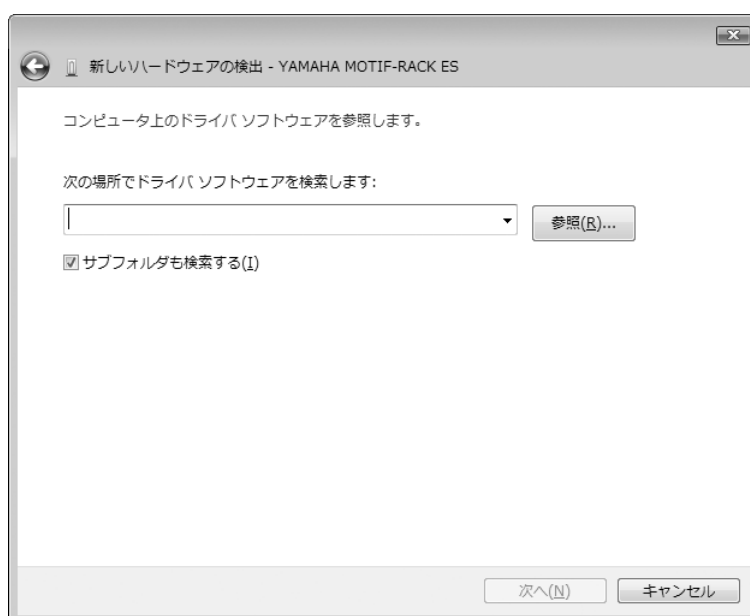 新しいハードウェアの検出 - YAMAHA MOTIF-RACK ES
コンピュータ上のドライバ ソフトウェアを参照します。
次の場所でドライバ ソフトウェアを検索します:
参照(R)...
サブフォルダも検索する(I)
次へ(N) キャンセル